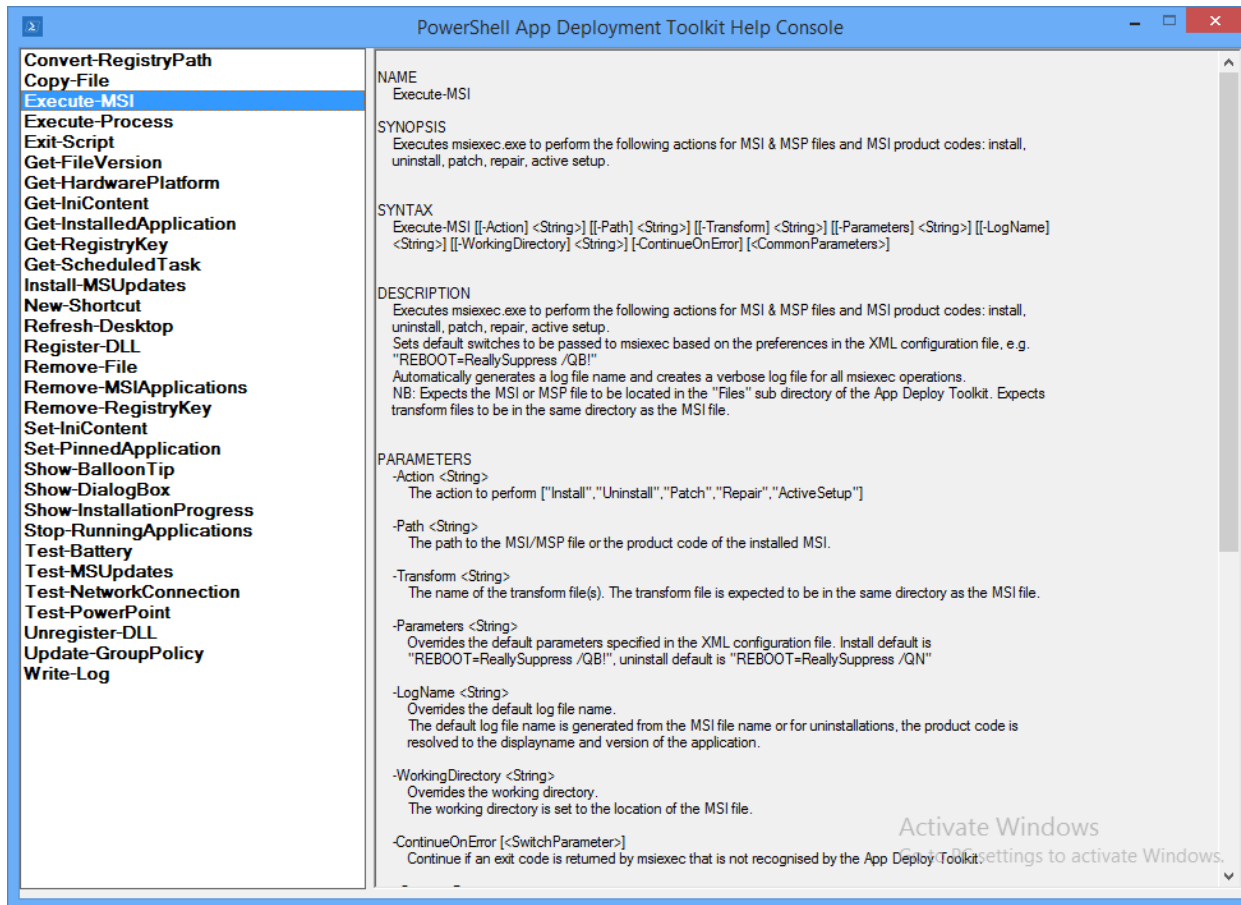 PowerShell App Deployment Toolkit Help Console
Convert-RegistryPath
Copy-File
Execute-MSI
Execute-Process
Exit-Script
Get-FileVersion
Get-HardwarePlatform
Get-IniContent
Get-InstalledApplication
Get-RegistryKey
Get-ScheduledTask
Install-MSUpdates
New-Shortcut
Refresh-Desktop
Register-DLL
Remove-File
Remove-MSIApplications
Remove-RegistryKey
Set-IniContent
Set-PinnedApplication
Show-BalloonTip
Show-DialogBox
Show-InstallationProgress
Stop-RunningApplications
Test-Battery
Test-MSUpdates
Test-NetworkConnection
Test-PowerPoint
Unregister-DLL
Update-GroupPolicy
Write-Log
NAME
Execute-MSI
SYNOPSIS
Executes msiexec.exe to perform the following actions for MSI & MSP files and MSI product codes: install,
uninstall, patch, repair, active setup.
SYNTAX
Execute-MSI [[-Action] <String>] [[-Path] <String>] [[-Transform] <String>] [[-Parameters] <String>] [[-LogName]
<String>] [[-WorkingDirectory] <String>] [-ContinueOnError] [<CommonParameters>]
DESCRIPTION
Executes msiexec.exe to perform the following actions for MSI & MSP files and MSI product codes: install,
uninstall, patch, repair, active setup.
Sets default switches to be passed to msiexec based on the preferences in the XML configuration file, e.g.
"REBOOT=ReallySuppress /QB!"
Automatically generates a log file name and creates a verbose log file for all msiexec operations.
NB: Expects the MSI or MSP file to be located in the "Files" sub directory of the App Deploy Toolkit. Expects
transform files to be in the same directory as the MSI file.
PARAMETERS
-Action <String>
The action to perform ["Install","Uninstall","Patch","Repair","ActiveSetup"]
-Path <String>
The path to the MSI/MSP file or the product code of the installed MSI.
-Transform <String>
The name of the transform file(s). The transform file is expected to be in the same directory as the MSI file.
-Parameters <String>
Overrides the default parameters specified in the XML configuration file. Install default is
"REBOOT=ReallySuppress /QB!", uninstall default is "REBOOT=ReallySuppress /QN"
-LogName <String>
Overrides the default log file name.
The default log file name is generated from the MSI file name or for uninstallations, the product code is
resolved to the displayname and version of the application.
-WorkingDirectory <String>
Overrides the working directory.
The working directory is set to the location of the MSI file.
-ContinueOnError [<SwitchParameter>]
Continue if an exit code is returned by msiexec that is not recognised by the App Deploy Toolkit.
Activate Windows
Go to PC settings to activate Windows.